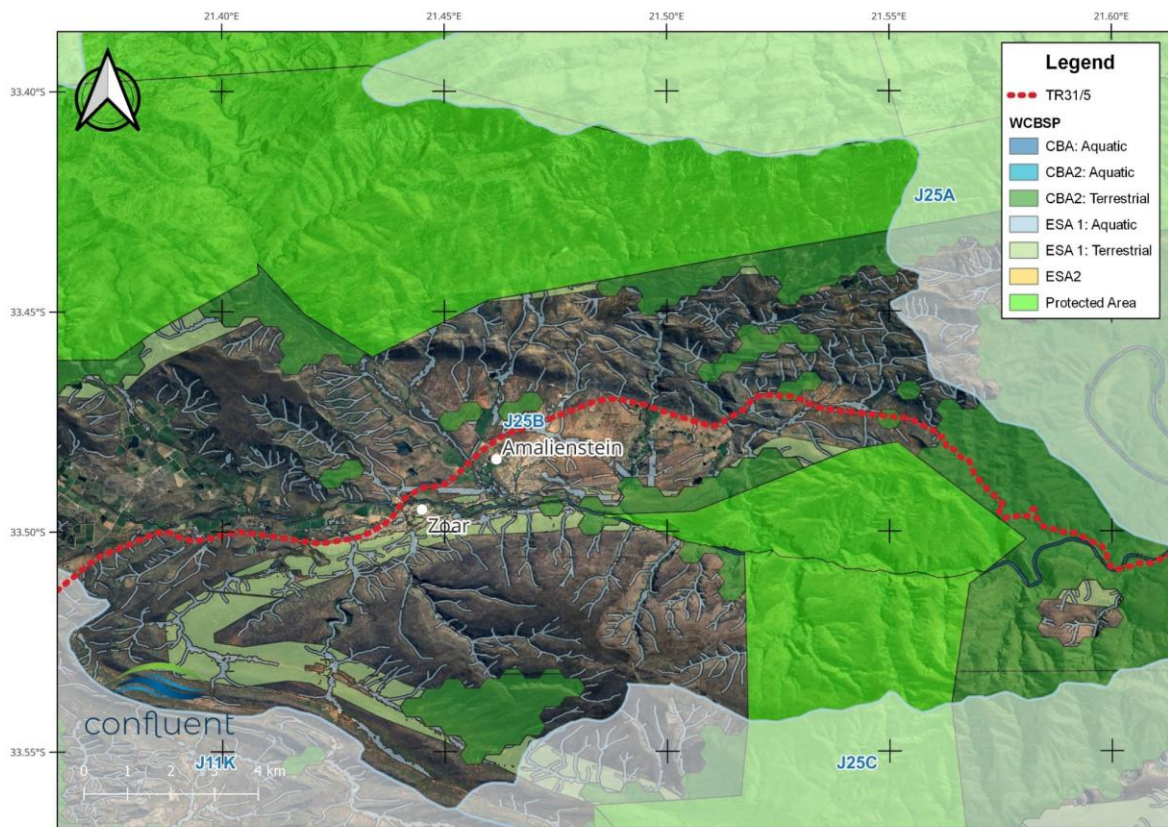 21.40°E
21.45°E
21.50°E
21.55°E
21.60°E
33.40°S
33.45°S
33.50°S
33.55°S
Legend
TR31/5
WCBSP
CBA: Aquatic
CBA2: Aquatic
CBA2: Terrestrial
ESA 1: Aquatic
ESA 1: Terrestrial
ESA2
Protected Area
J25A
J25B
Amalienstein
Zoar
confluent
J11K
J25C
0 1 2 3 4 km